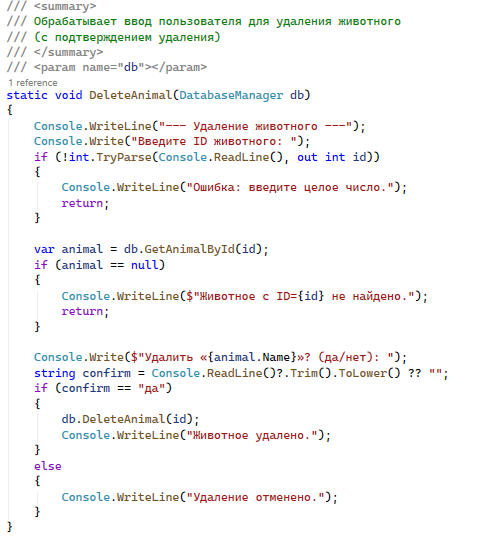 /// <summary>
/// Обрабатывает ввод пользователя для удаления животного
/// (с подтверждением удаления)
/// </summary>
/// <param name="db"></param>
1 reference
static void DeleteAnimal(DatabaseManager db)
{
    Console.WriteLine("--- Удаление животного ---");
    Console.Write("Введите ID животного: ");
    if (!int.TryParse(Console.ReadLine(), out int id))
    {
        Console.WriteLine("Ошибка: введите целое число.");
        return;
    }

    var animal = db.GetAnimalById(id);
    if (animal == null)
    {
        Console.WriteLine($"Животное с ID={id} не найдено.");
        return;
    }

    Console.Write($"Удалить «{animal.Name}»? (да/нет): ");
    string confirm = Console.ReadLine()?.Trim().ToLower() ?? "";
    if (confirm == "да")
    {
        db.DeleteAnimal(id);
        Console.WriteLine("Животное удалено.");
    }
    else
    {
        Console.WriteLine("Удаление отменено.");
    }
}